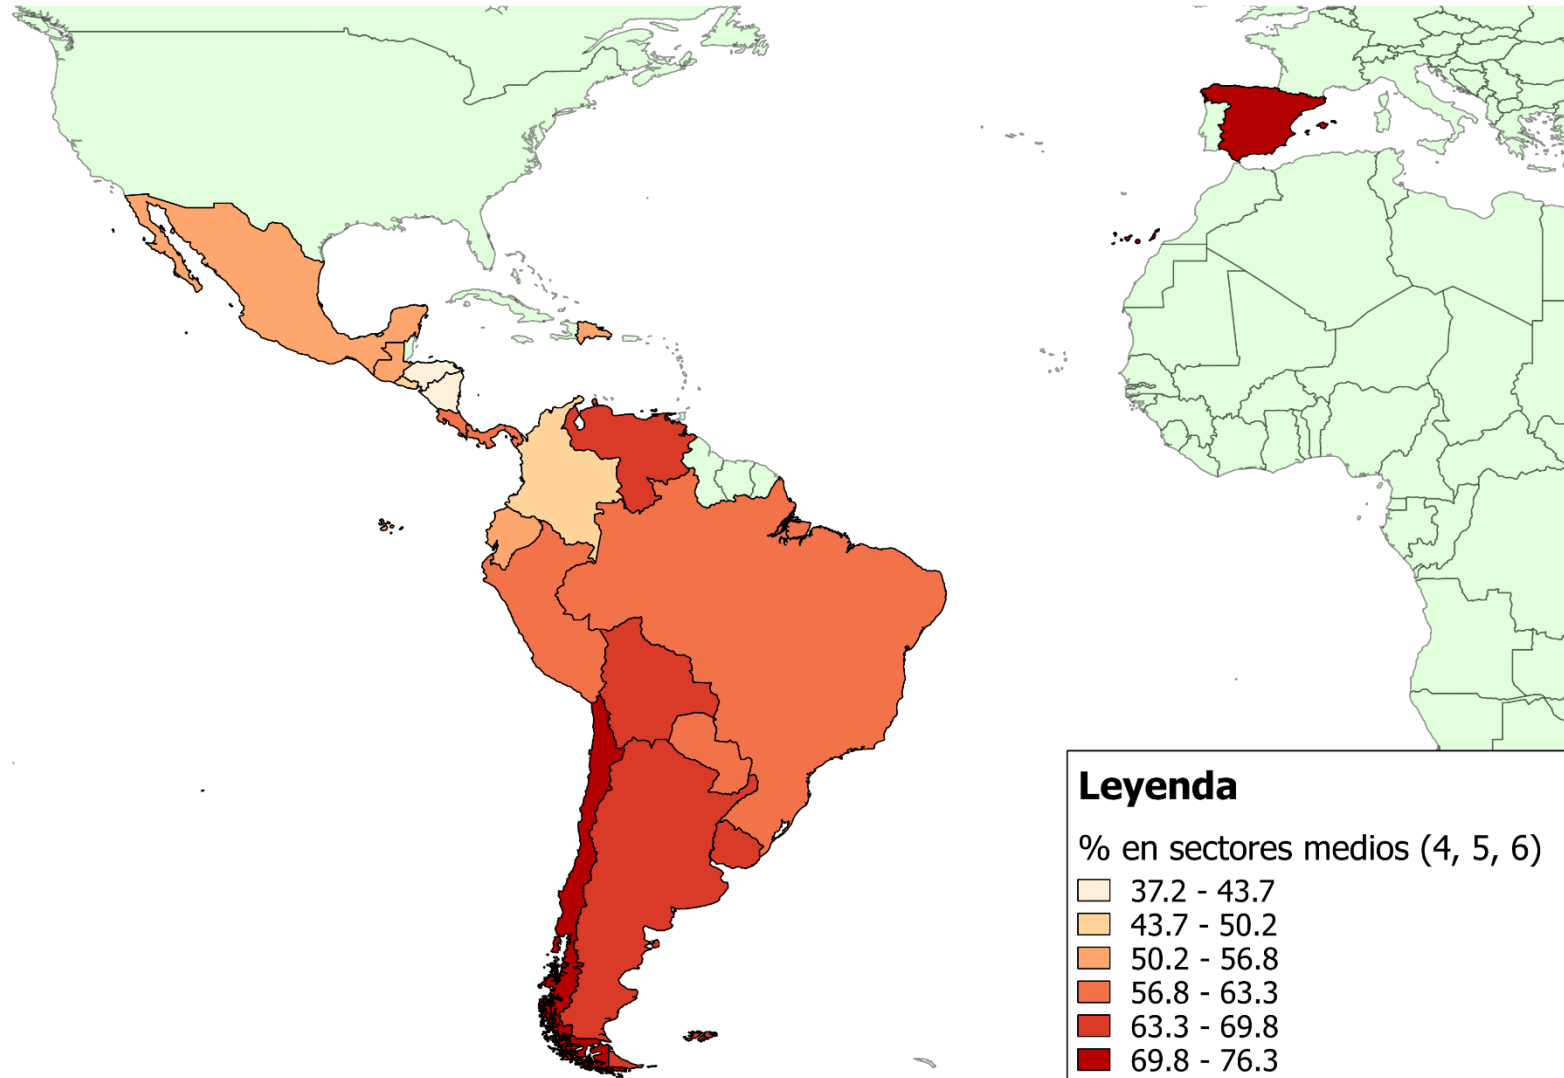 Leyenda
% en sectores medios (4, 5, 6)
37.2 - 43.7
43.7 - 50.2
50.2 - 56.8
56.8 - 63.3
63.3 - 69.8
69.8 - 76.3